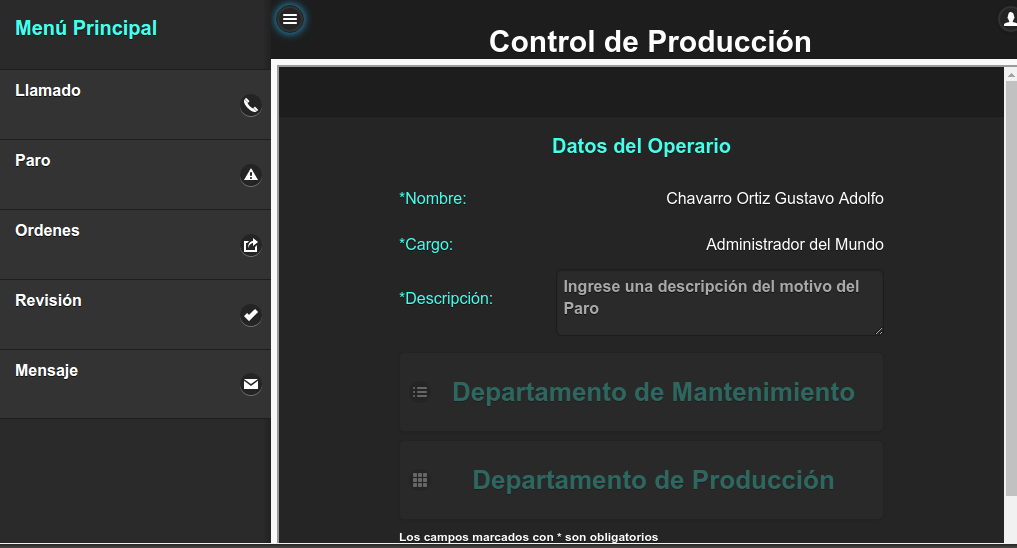 Menú Principal
Llamado
Paro
Ordenes
Revisión
Mensaje
Control de Producción
Datos del Operario
*Nombre: Chavarro Ortiz Gustavo Adolfo
*Cargo: Administrador del Mundo
*Descripción: Ingrese una descripción del motivo del
Paro
Departamento de Mantenimiento
Departamento de Producción
Los campos marcados con * son obligatorios